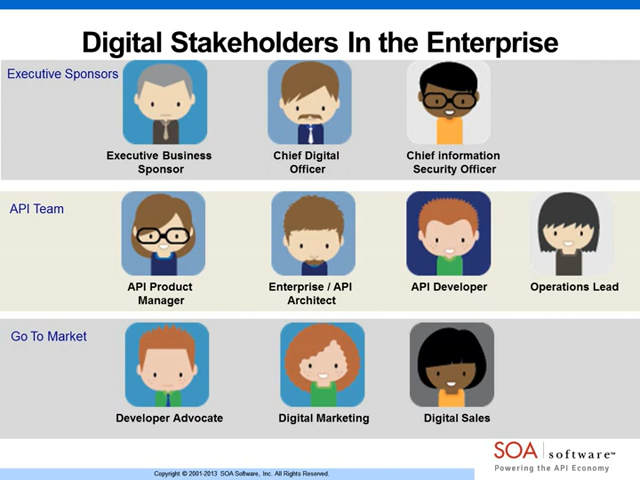 Digital Stakeholders In the Enterprise
Executive Sponsors
Executive Business
Sponsor
Chief Digital
Officer
Chief information
Security Officer
API Team
API Product
Manager
Enterprise / API
Architect
API Developer
Operations Lead
Go To Market
Developer Advocate
Digital Marketing
Digital Sales
SOA software™
Powering the API Economy
Copyright © 2001-2013 SOA Software, Inc. All Rights Reserved.